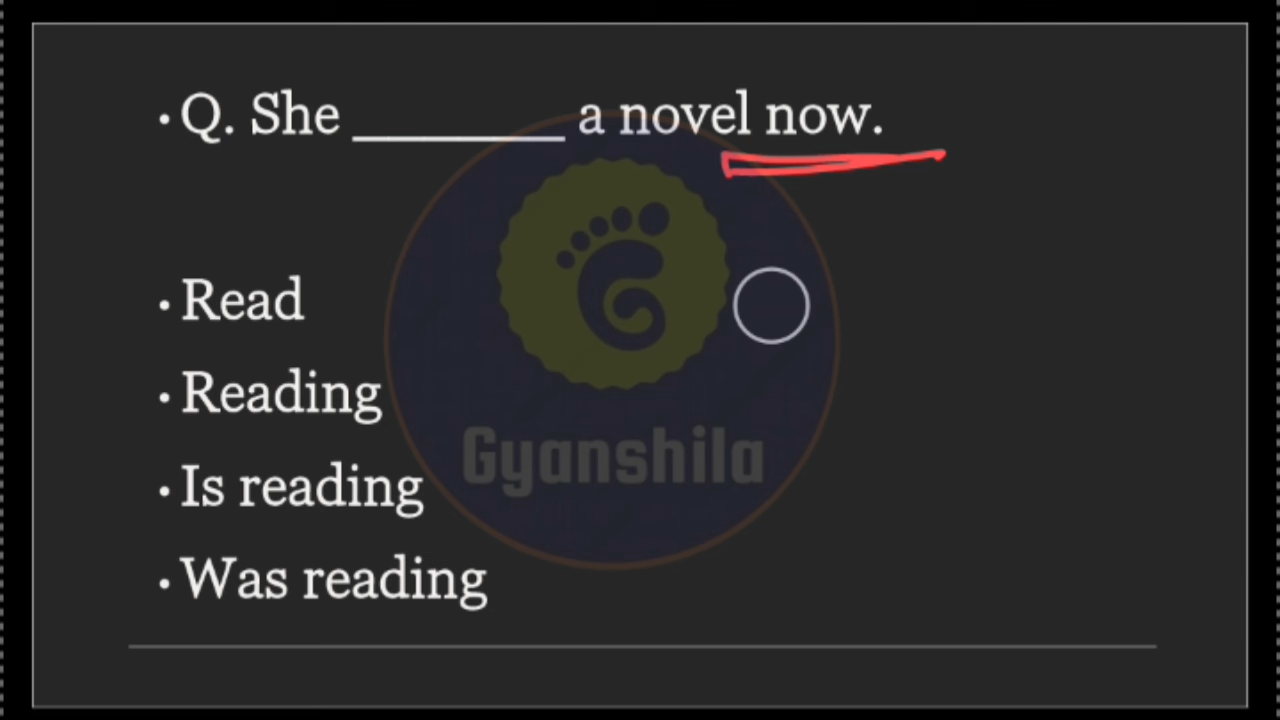 • Q. She ________ a novel now.
• Read
• Reading
• Is reading
• Was reading
Gyanshila